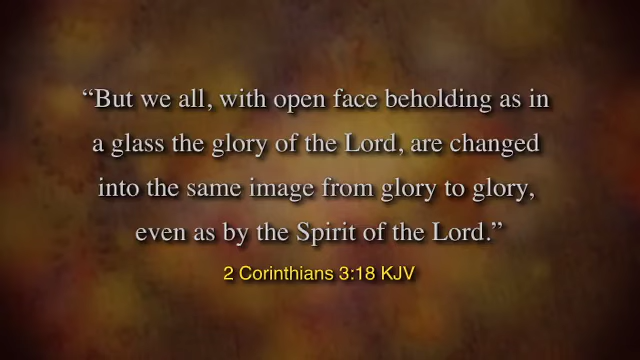 “But we all, with open face beholding as in
a glass the glory of the Lord, are changed
into the same image from glory to glory,
even as by the Spirit of the Lord.”
2 Corinthians 3:18 KJV